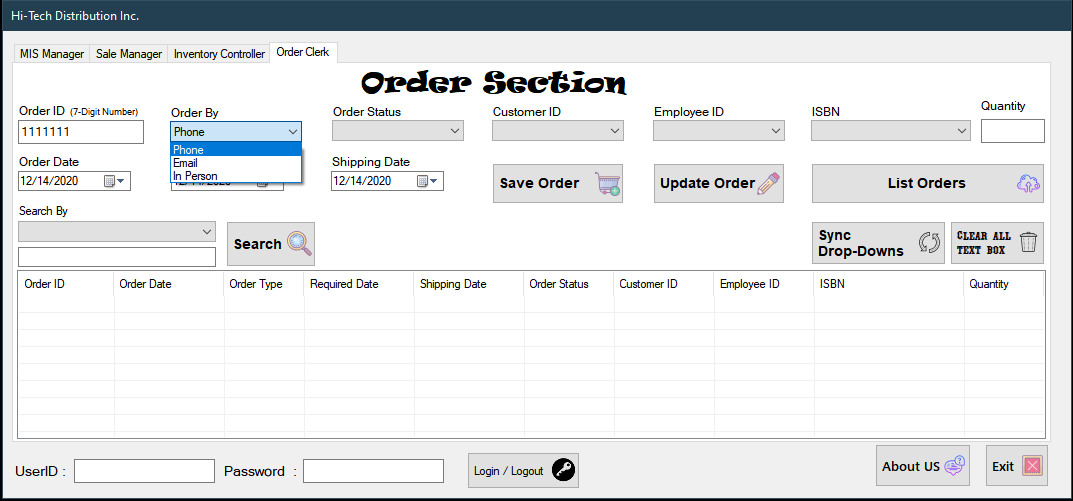 Hi-Tech Distribution Inc.
MIS Manager Sale Manager Inventory Controller Order Clerk
Order Section
Order ID (7-Digit Number) Order By Order Status Customer ID Employee ID ISBN Quantity
1111111 Phone
Phone
Email
In Person
Order Date Shipping Date
12/14/2020 12/14/2020 12/14/2020
Save Order Update Order List Orders
Search By
Search
Sync
Drop-Downs
CLEAR ALL
TEXT BOX
Order ID Order Date Order Type Required Date Shipping Date Order Status Customer ID Employee ID ISBN Quantity
UserID : Password : Login / Logout About US Exit